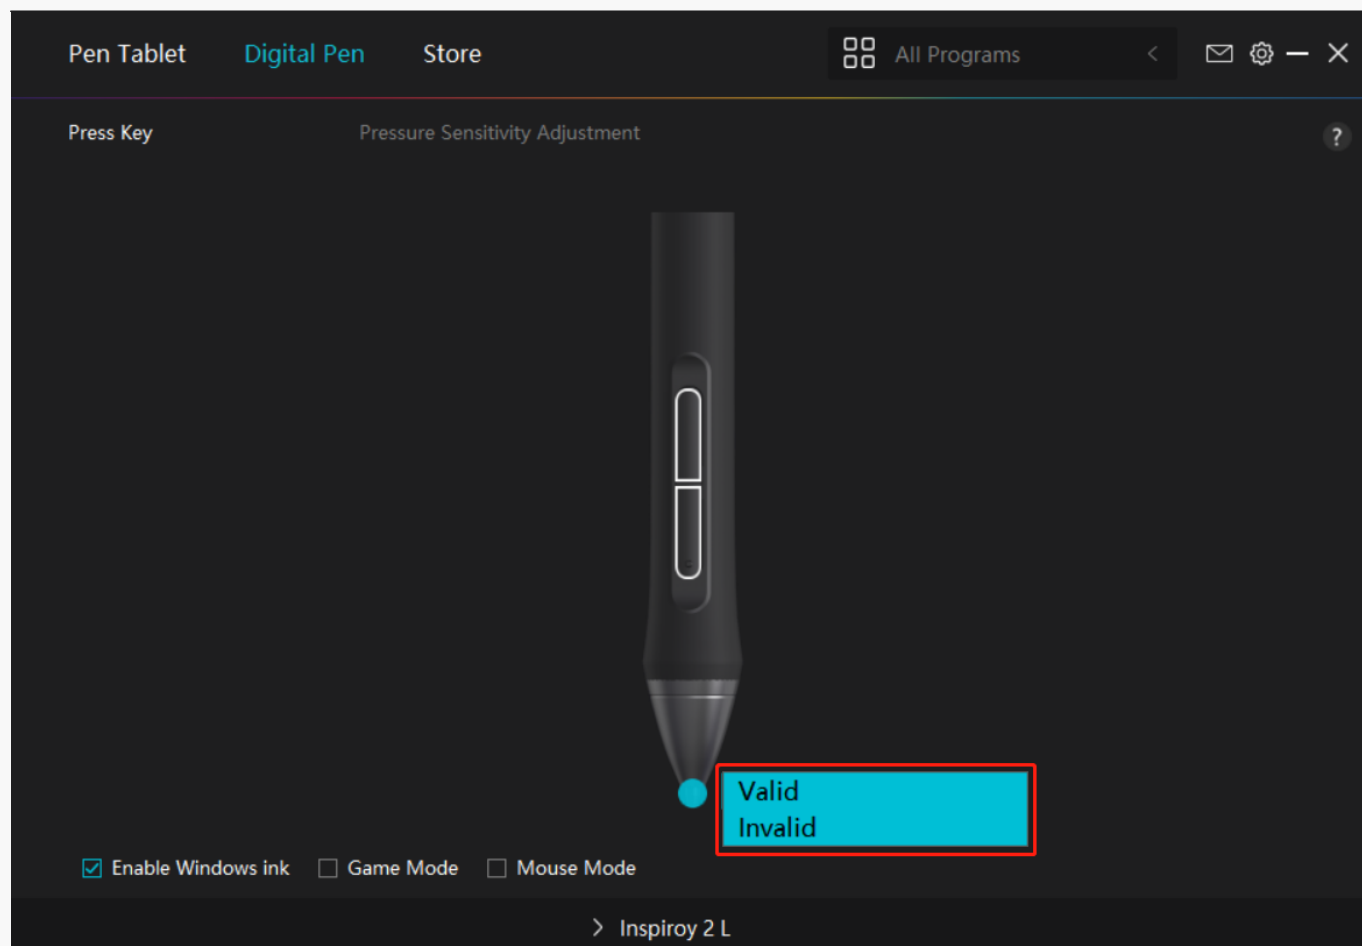 Pen Tablet Digital Pen Store All Programs
Press Key Pressure Sensitivity Adjustment ?
Valid
Invalid
Enable Windows ink Game Mode Mouse Mode
Inspiroy 2 L